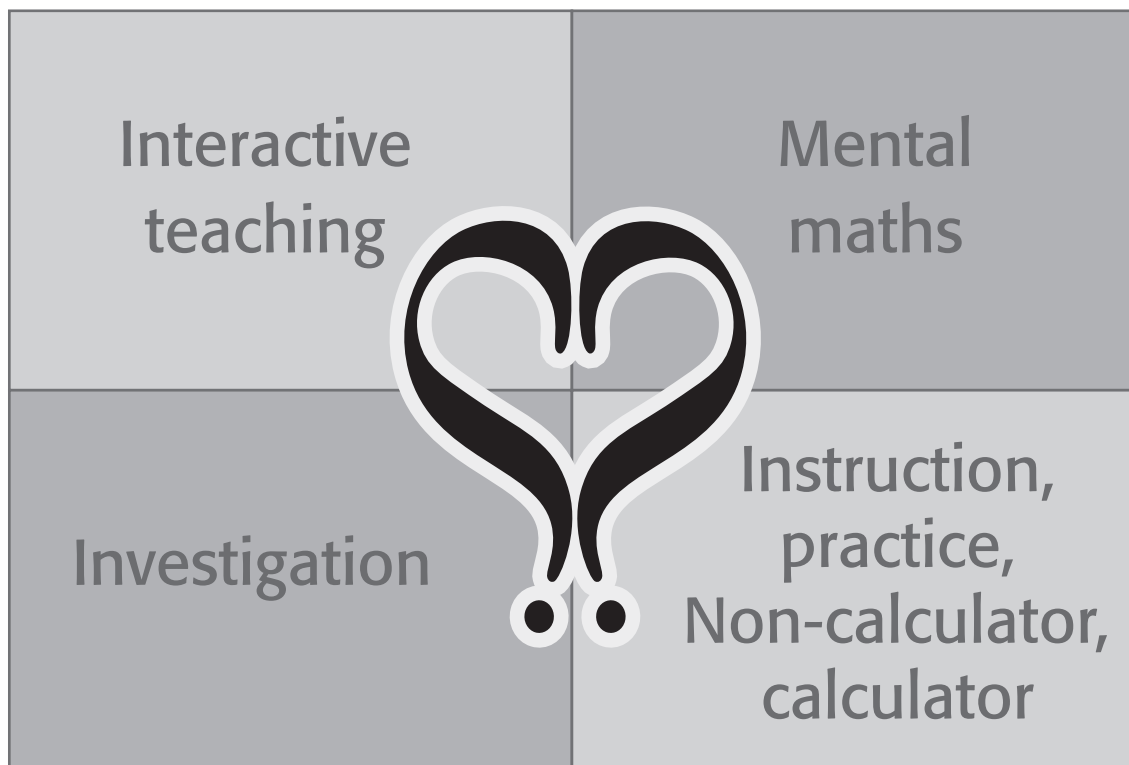 Interactive
teaching
Mental
maths
Investigation
Instruction,
practice,
Non-calculator,
calculator